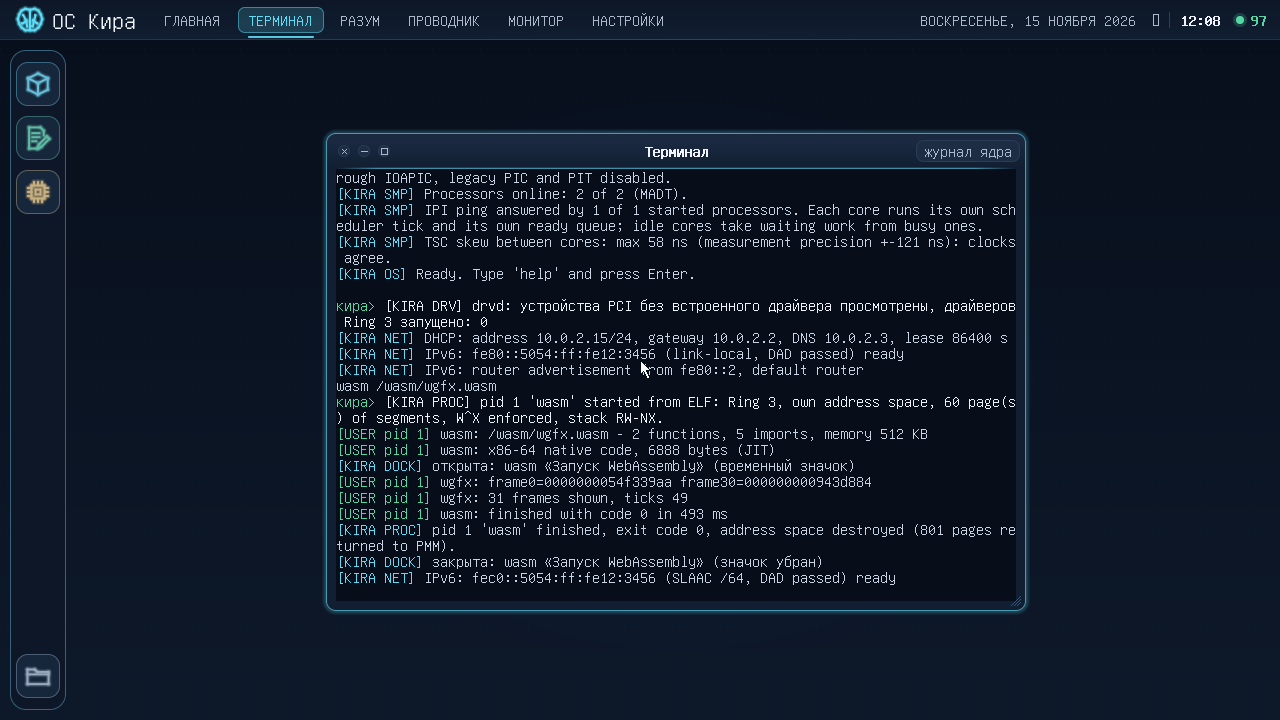 ОС Кира
ГЛАВНАЯ
ТЕРМИНАЛ
РАЗУМ
ПРОВОДНИК
МОНИТОР
НАСТРОЙКИ
ВОСКРЕСЕНЬЕ, 15 НОЯБРЯ 2026
12:08
97
Терминал
журнал ядра
rough IOAPIC, legacy PIC and PIT disabled.
[KIRA SMP] Processors online: 2 of 2 (MADT).
[KIRA SMP] IPI ping answered by 1 of 1 started processors. Each core runs its own sch
eduler tick and its own ready queue; idle cores take waiting work from busy ones.
[KIRA SMP] TSC skew between cores: max 58 ns (measurement precision +-121 ns): clocks
agree.
[KIRA OS] Ready. Type 'help' and press Enter.
кира> [KIRA DRV] drvd: устройства PCI без встроенного драйвера просмотрены, драйверов
Ring 3 запущено: 0
[KIRA NET] DHCP: address 10.0.2.15/24, gateway 10.0.2.2, DNS 10.0.2.3, lease 86400 s
[KIRA NET] IPv6: fe80::5054:ff:fe12:3456 (link-local, DAD passed) ready
[KIRA NET] IPv6: router advertisement from fe80::2, default router
wasm /wasm/wgfx.wasm
кира> [KIRA PROC] pid 1 'wasm' started from ELF: Ring 3, own address space, 60 page(s
) of segments, W^X enforced, stack RW-NX.
[USER pid 1] wasm: /wasm/wgfx.wasm - 2 functions, 5 imports, memory 512 KB
[USER pid 1] wasm: x86-64 native code, 6888 bytes (JIT)
[KIRA DOCK] открыта: wasm «Запуск WebAssembly» (временный значок)
[USER pid 1] wgfx: frame0=0000000054f339aa frame30=000000000943d884
[USER pid 1] wgfx: 31 frames shown, ticks 49
[USER pid 1] wasm: finished with code 0 in 493 ms
[KIRA PROC] pid 1 'wasm' finished, exit code 0, address space destroyed (801 pages re
turned to PMM).
[KIRA DOCK] закрыта: wasm «Запуск WebAssembly» (значок убран)
[KIRA NET] IPv6: fec0::5054:ff:fe12:3456 (SLAAC /64, DAD passed) ready